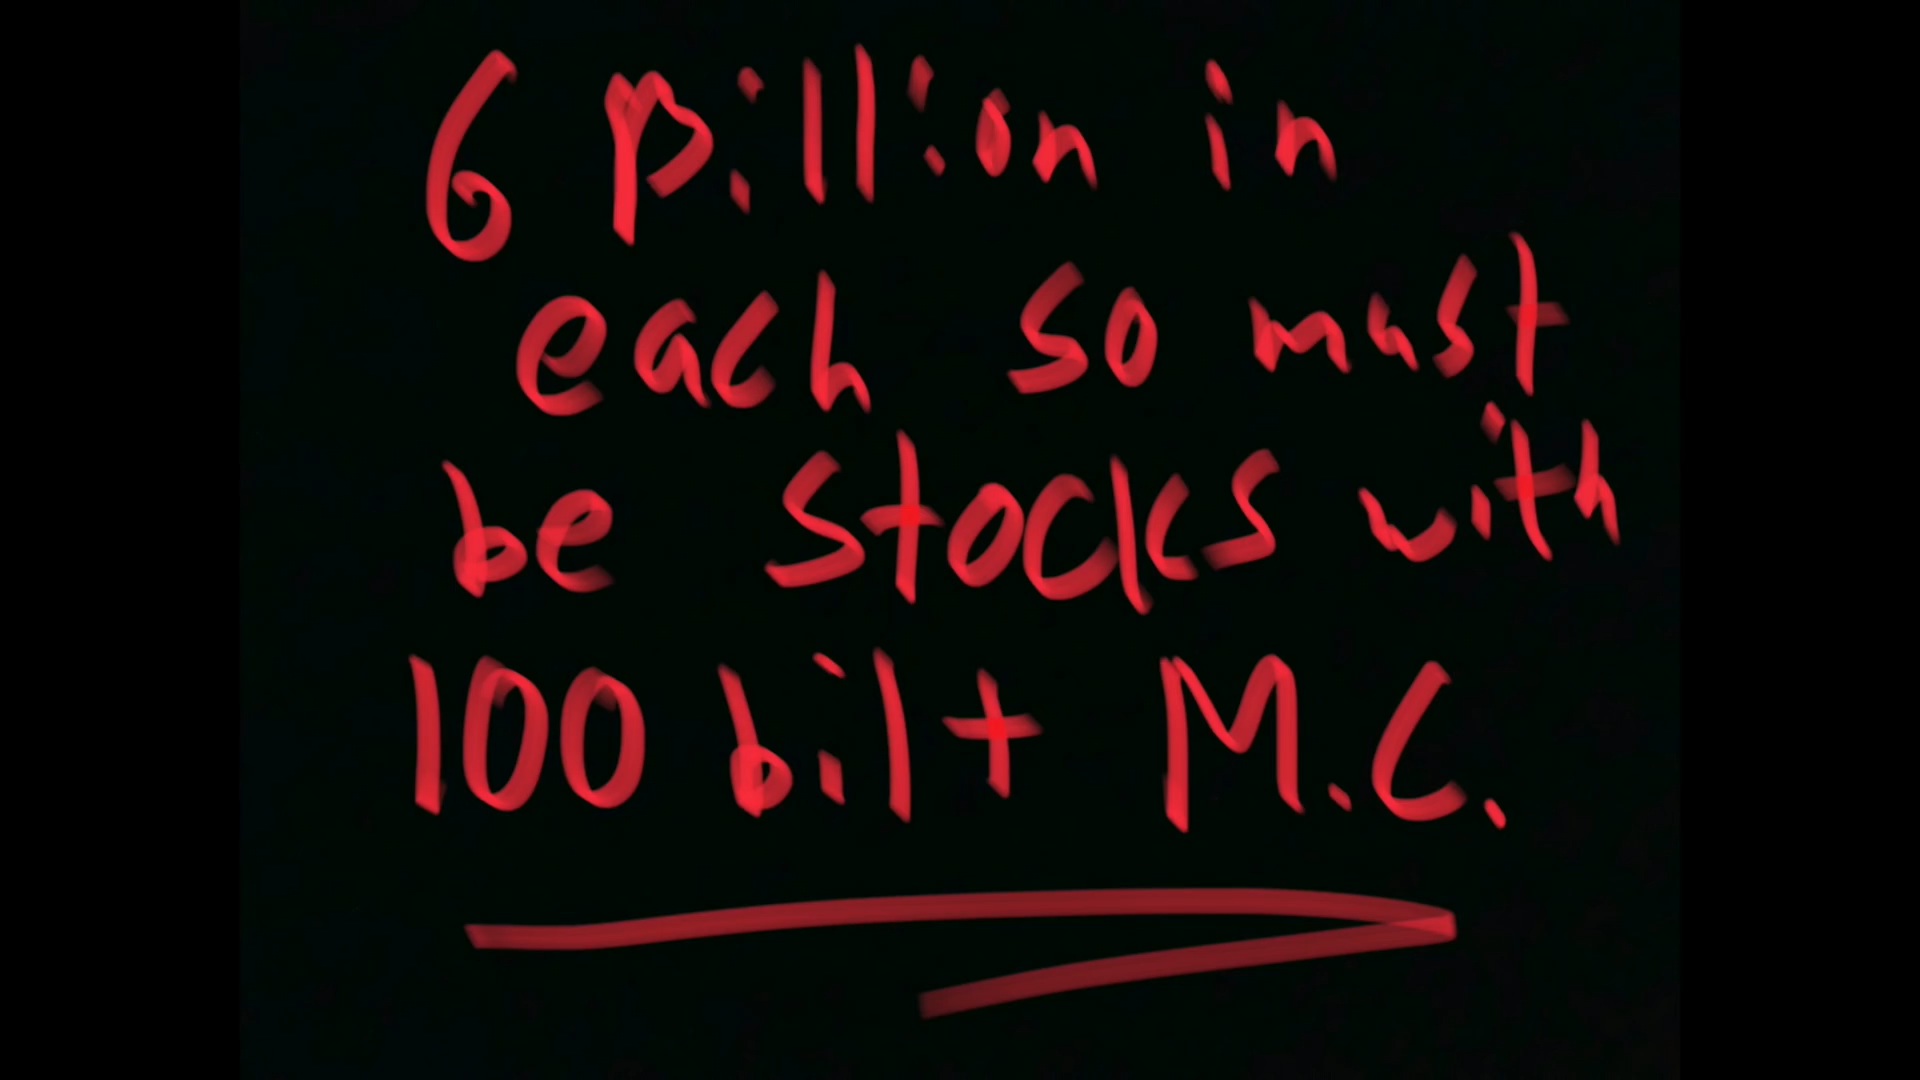 6 Billion in
each so must
be stocks with
100 bil+ M.C.